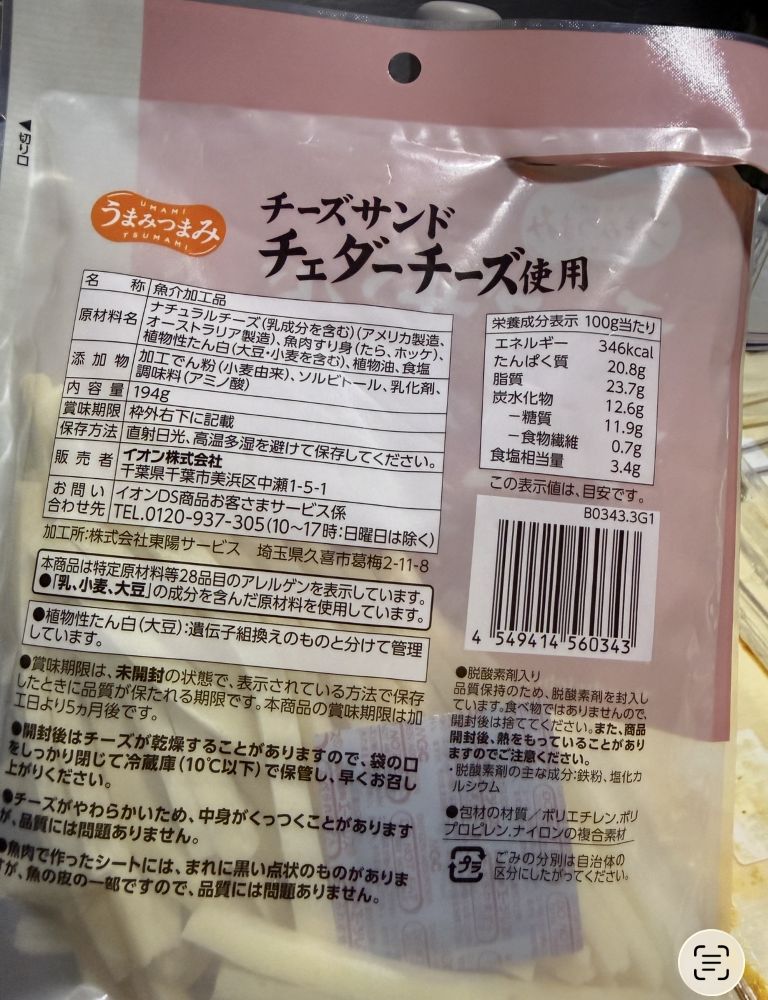 ◀切り口
UMAMI
うまみつまみ
TSUMAMI
チーズサンド
チェダーチーズ使用
名称 魚介加工品
原材料名 ナチュラルチーズ(乳成分を含む)(アメリカ製造、
オーストラリア製造)、魚肉すり身(たら、ホッケ)、
植物性たん白(大豆・小麦を含む)、植物油、食塩
添加物 加工でん粉(小麦由来)、ソルビトール、乳化剤、
調味料(アミノ酸)
内容量 194g
賞味期限 枠外右下に記載
保存方法 直射日光、高温多湿を避けて保存してください。
販売者 イオン株式会社
千葉県千葉市美浜区中瀬1-5-1
お問い合わせ先 イオンDS商品お客さまサービス係
TEL.0120-937-305(10〜17時:日曜日は除く)
加工所:株式会社東陽サービス 埼玉県久喜市葛梅2-11-8
本商品は特定原材料等28品目のアレルゲンを表示しています。
●「乳、小麦、大豆」の成分を含んだ原材料を使用しています。
●植物性たん白(大豆):遺伝子組換えのものと分けて管理
しています。
●賞味期限は、未開封の状態で、表示されている方法で保存
したときに品質が保たれる期限です。本商品の賞味期限は加
工日より5ヵ月後です。
●開封後はチーズが乾燥することがありますので、袋の口
をしっかり閉じて冷蔵庫(10℃以下)で保管し、早くお召し
上がりください。
●チーズがやわらかいため、中身がくっつくことがあります
が、品質には問題ありません。
●魚肉で作ったシートには、まれに黒い点状のものがありま
すが、魚の皮の一部ですので、品質には問題ありません。
栄養成分表示 100g当たり
エネルギー 346kcal
たんぱく質 20.8g
脂質 23.7g
炭水化物 12.6g
－糖質 11.9g
－食物繊維 0.7g
食塩相当量 3.4g
この表示値は、目安です。
B0343.3G1
4 549414 560343
●脱酸素剤入り
品質保持のため、脱酸素剤を封入し
ています。食べ物ではありませんので、
開封後は捨ててください。また、商品
開封後、熱をもっていることがあり
ますのでご注意ください。
・脱酸素剤の主な成分:鉄粉、塩化カ
ルシウム
●包材の材質／ポリエチレン,ポリ
プロピレン,ナイロンの複合素材
プラ
ごみの分別は自治体の
区分にしたがってください。